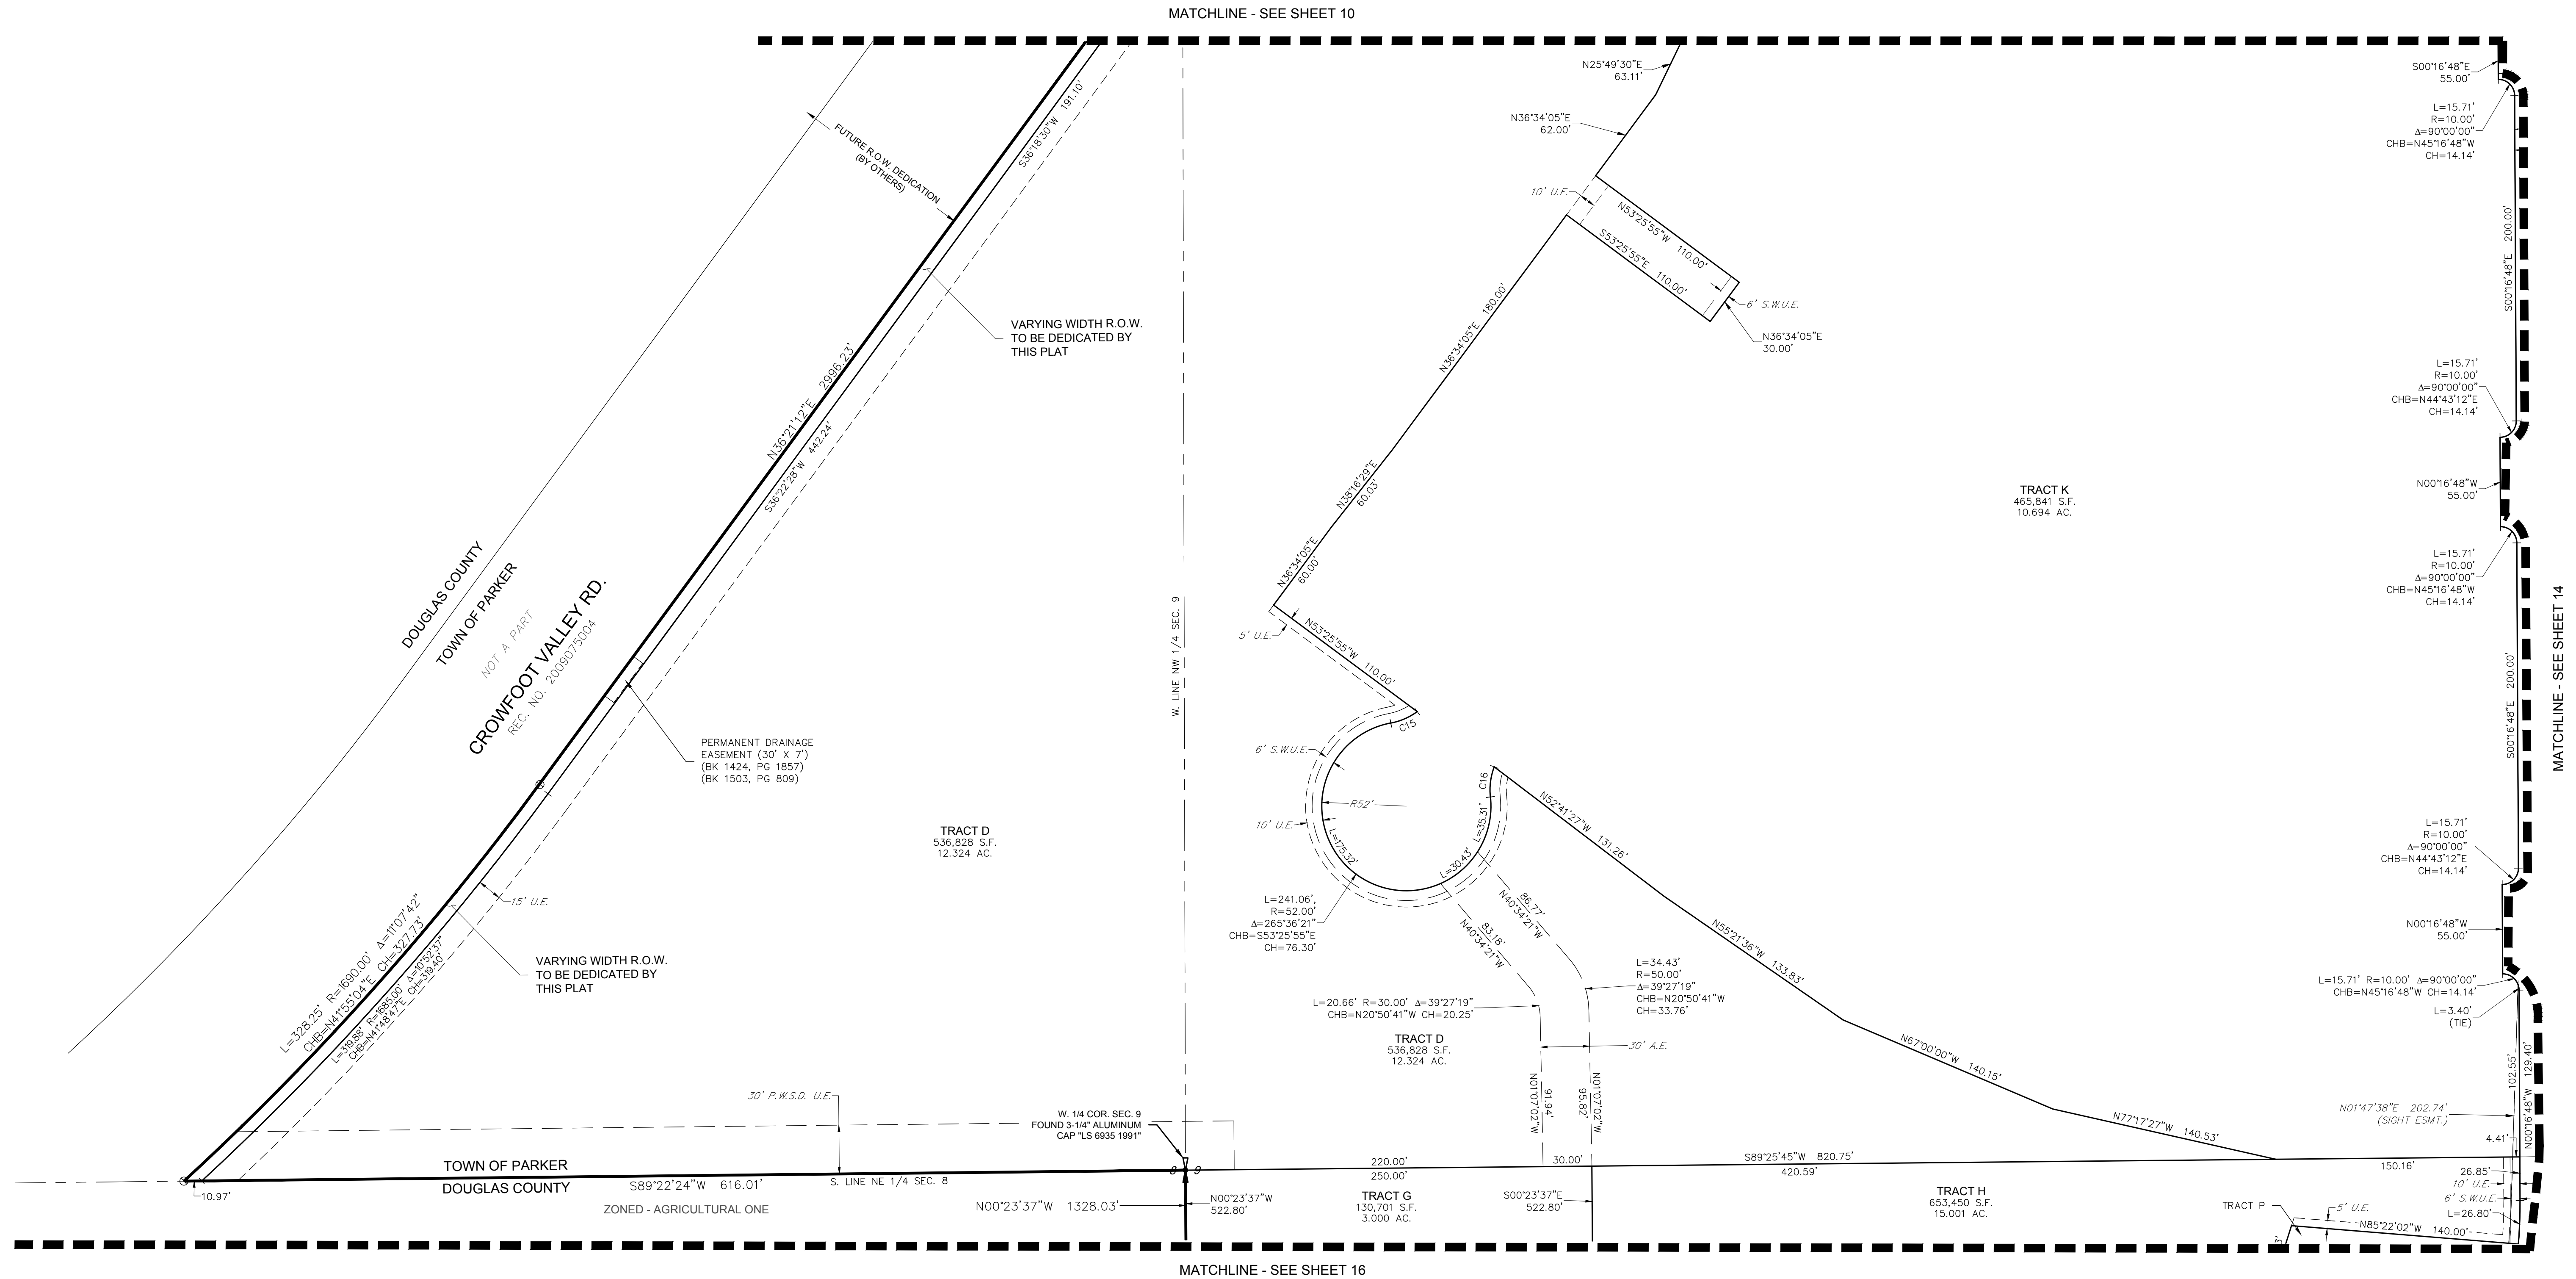 MATCHLINE - SEE SHEET 10
FUTURE R.O.W. DEDICATION
(BY OTHERS)
S36°18'30"W 191.10'
N25°49'30"E
63.11'
N36°34'05"E
62.00'
10' U.E.
N53°25'55"W 110.00'
S53°25'55"E 110.00'
6' S.W.U.E.
N36°34'05"E
30.00'
S00°16'48"E
55.00'
L=15.71'
R=10.00'
Δ=90°00'00"
CHB=N45°16'48"W
CH=14.14'
S00°16'48"E 200.00'
VARYING WIDTH R.O.W.
TO BE DEDICATED BY
THIS PLAT
N36°21'12"E 2996.23'
S36°22'28"W 442.24'
N36°34'05"E 180.00'
N38°16'29"E
60.03'
N36°34'05"E
60.00'
L=15.71'
R=10.00'
Δ=90°00'00"
CHB=N44°43'12"E
CH=14.14'
TRACT K
465,841 S.F.
10.694 AC.
N00°16'48"W
55.00'
L=15.71'
R=10.00'
Δ=90°00'00"
CHB=N45°16'48"W
CH=14.14'
MATCHLINE - SEE SHEET 14
S00°16'48"E 200.00'
DOUGLAS COUNTY
TOWN OF PARKER
NOT A PART
CROWFOOT VALLEY RD.
REC. NO. 2009075004
W. LINE NW 1/4 SEC. 9
5' U.E.
N53°25'55"W 110.00'
C15
PERMANENT DRAINAGE
EASEMENT (30' X 7')
(BK 1424, PG 1857)
(BK 1503, PG 809)
6' S.W.U.E.
R52'
10' U.E.
C16
L=35.31'
L=175.32'
L=30.43'
N52°41'27"W 131.26'
TRACT D
536,828 S.F.
12.324 AC.
L=15.71'
R=10.00'
Δ=90°00'00"
CHB=N44°43'12"E
CH=14.14'
15' U.E.
L=241.06',
R=52.00'
Δ=265°36'21"
CHB=S53°25'55"E
CH=76.30'
86.77'
N40°34'21"W
83.18'
N40°34'21"W
N55°21'36"W 133.83'
N00°16'48"W
55.00'
L=328.25' R=1690.00' Δ=11°07'42"
CHB=N41°55'04"E CH=327.73'
L=319.88' R=1685.00' Δ=10°52'37"
CHB=N41°48'47"E CH=319.40'
VARYING WIDTH R.O.W.
TO BE DEDICATED BY
THIS PLAT
L=34.43'
R=50.00'
Δ=39°27'19"
CHB=N20°50'41"W
CH=33.76'
L=20.66' R=30.00' Δ=39°27'19"
CHB=N20°50'41"W CH=20.25'
L=15.71' R=10.00' Δ=90°00'00"
CHB=N45°16'48"W CH=14.14'
L=3.40'
(TIE)
TRACT D
536,828 S.F.
12.324 AC.
30' A.E.
N67°00'00"W 140.15'
N01°07'02"W
91.94'
95.82'
N01°07'02"W
102.55'
N00°16'48"W 129.40'
30' P.W.S.D. U.E.
W. 1/4 COR. SEC. 9
FOUND 3-1/4" ALUMINUM
CAP "LS 6935 1991"
N77°17'27"W 140.53'
N01°47'38"E 202.74'
(SIGHT ESMT.)
4.41'
TOWN OF PARKER
DOUGLAS COUNTY
S89°22'24"W 616.01'
S. LINE NE 1/4 SEC. 8
8 9
220.00'
250.00'
30.00'
S89°25'45"W 820.75'
420.59'
150.16'
26.85'
10' U.E.
6' S.W.U.E.
L=26.80'
10.97'
ZONED - AGRICULTURAL ONE
N00°23'37"W 1328.03'
N00°23'37"W
522.80'
TRACT G
130,701 S.F.
3.000 AC.
S00°23'37"E
522.80'
TRACT H
653,450 S.F.
15.001 AC.
TRACT P
5' U.E.
N85°22'02"W 140.00'
MATCHLINE - SEE SHEET 16